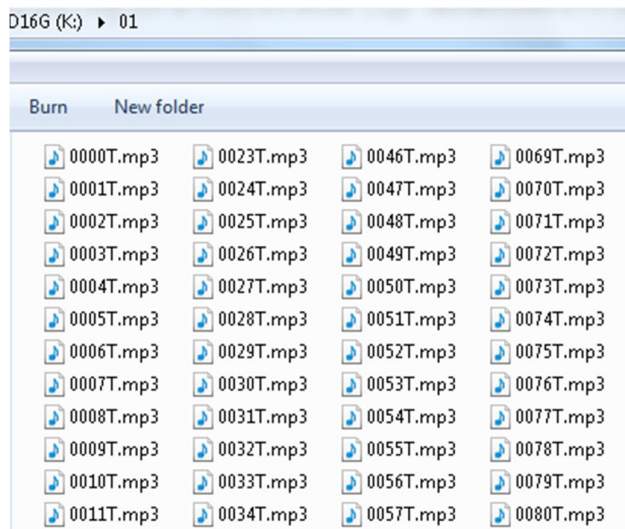 D16G (K:) ▸ 01
Burn New folder
0000T.mp3 0023T.mp3 0046T.mp3 0069T.mp3
0001T.mp3 0024T.mp3 0047T.mp3 0070T.mp3
0002T.mp3 0025T.mp3 0048T.mp3 0071T.mp3
0003T.mp3 0026T.mp3 0049T.mp3 0072T.mp3
0004T.mp3 0027T.mp3 0050T.mp3 0073T.mp3
0005T.mp3 0028T.mp3 0051T.mp3 0074T.mp3
0006T.mp3 0029T.mp3 0052T.mp3 0075T.mp3
0007T.mp3 0030T.mp3 0053T.mp3 0076T.mp3
0008T.mp3 0031T.mp3 0054T.mp3 0077T.mp3
0009T.mp3 0032T.mp3 0055T.mp3 0078T.mp3
0010T.mp3 0033T.mp3 0056T.mp3 0079T.mp3
0011T.mp3 0034T.mp3 0057T.mp3 0080T.mp3